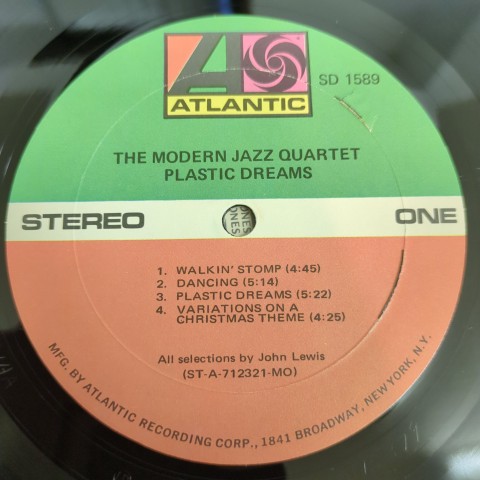 ATLANTIC
SD 1589
THE MODERN JAZZ QUARTET
PLASTIC DREAMS
STEREO
ONE
1. WALKIN' STOMP (4:45)
2. DANCING (5:14)
3. PLASTIC DREAMS (5:22)
4. VARIATIONS ON A
CHRISTMAS THEME (4:25)
All selections by John Lewis
(ST-A-712321-MO)
MFG. BY ATLANTIC RECORDING CORP., 1841 BROADWAY, NEW YORK, N.Y.